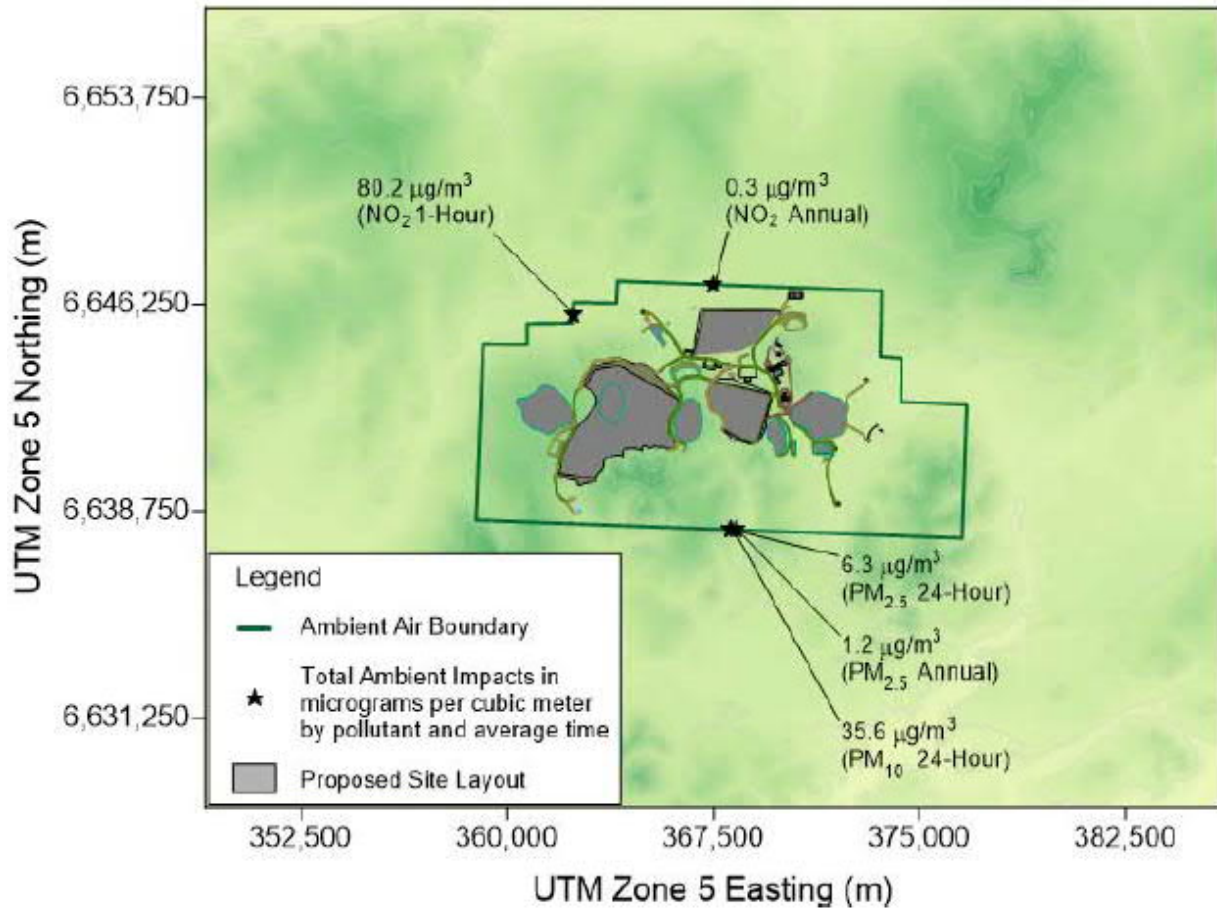 6,653,750
6,646,250
6,638,750
6,631,250
UTM Zone 5 Northing (m)
80.2 μg/m³
(NO₂ 1-Hour)
0.3 μg/m³
(NO₂ Annual)
6.3 μg/m³
(PM₂.₅ 24-Hour)
1.2 μg/m³
(PM₂.₅ Annual)
35.6 μg/m³
(PM₁₀ 24-Hour)
Legend
Ambient Air Boundary
Total Ambient Impacts in
micrograms per cubic meter
by pollutant and average time
Proposed Site Layout
352,500
360,000
367,500
375,000
382,500
UTM Zone 5 Easting (m)